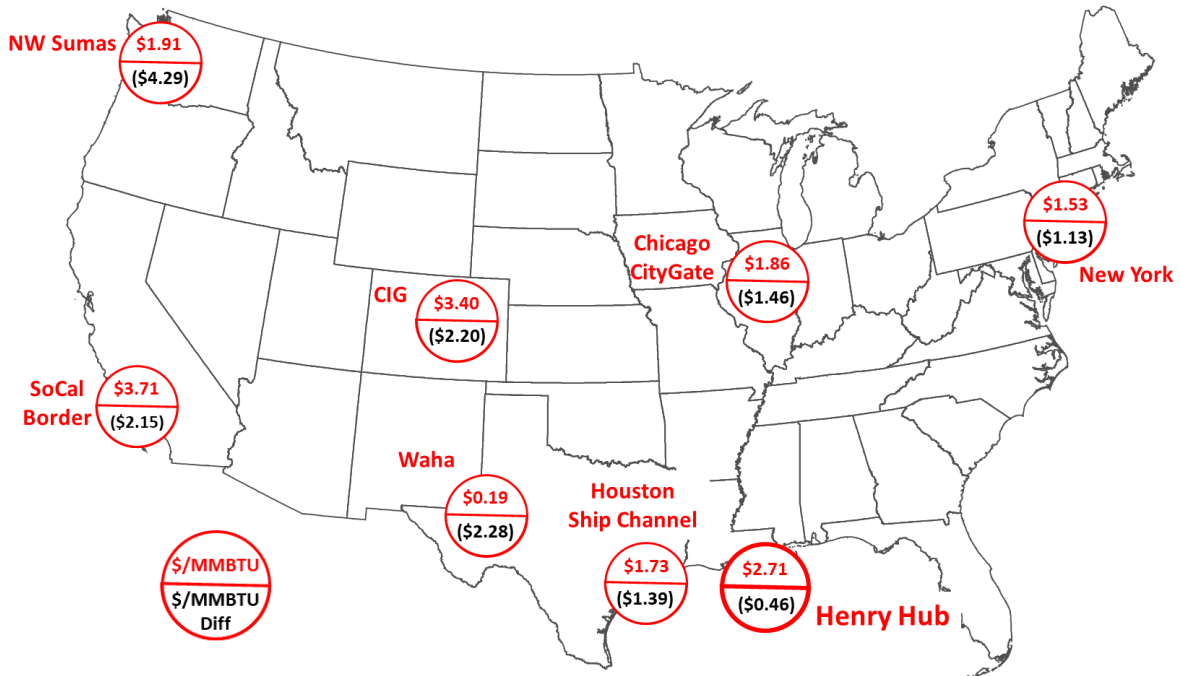 NW Sumas
$1.91
($4.29)
$1.53
($1.13)
New York
Chicago
CityGate
$1.86
($1.46)
CIG
$3.40
($2.20)
SoCal
Border
$3.71
($2.15)
Waha
$0.19
($2.28)
Houston
Ship Channel
$1.73
($1.39)
$2.71
($0.46)
Henry Hub
$/MMBTU
$/MMBTU
Diff